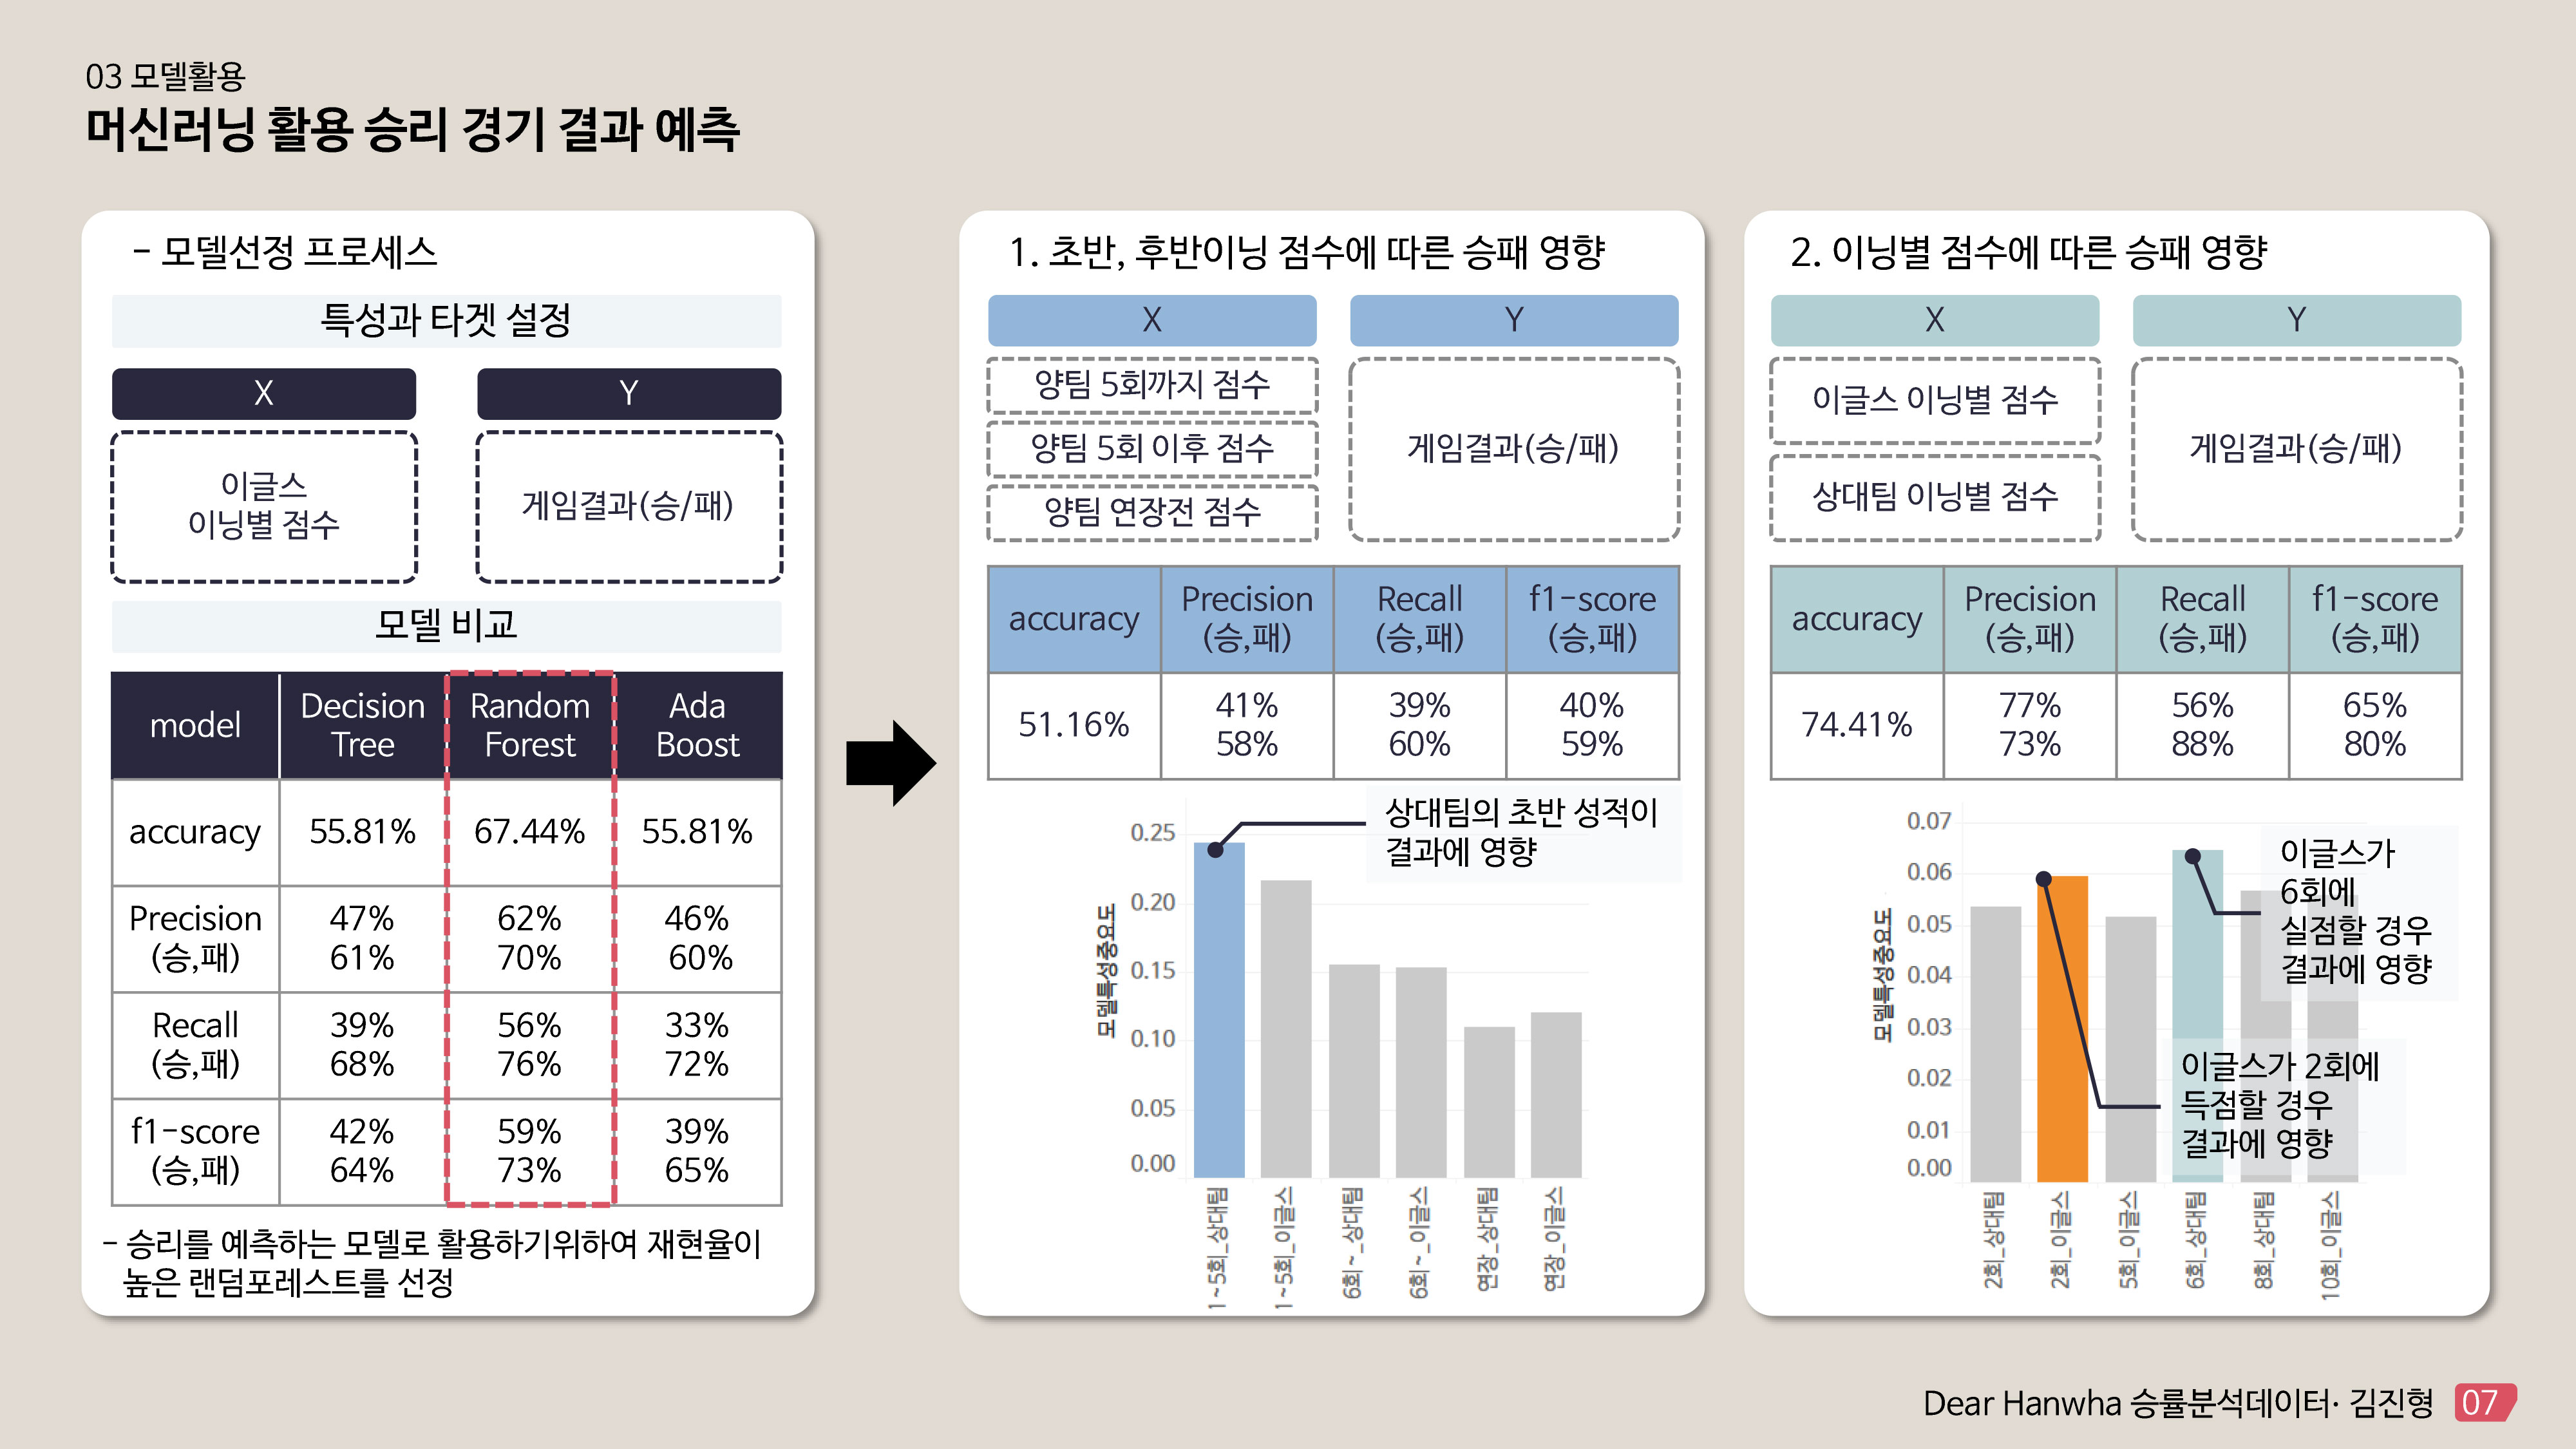 03 모델활용
머신러닝 활용 승리 경기 결과 예측
- 모델선정 프로세스
특성과 타겟 설정
X
Y
이글스
이닝별 점수
게임결과(승/패)
모델 비교
model
Decision
Tree
Random
Forest
Ada
Boost
accuracy
55.81%
67.44%
55.81%
Precision
(승,패)
47%
61%
62%
70%
46%
60%
Recall
(승,패)
39%
68%
56%
76%
33%
72%
f1-score
(승,패)
42%
64%
59%
73%
39%
65%
- 승리를 예측하는 모델로 활용하기위하여 재현율이
높은 랜덤포레스트를 선정
1. 초반, 후반이닝 점수에 따른 승패 영향
X
Y
양팀 5회까지 점수
양팀 5회 이후 점수
양팀 연장전 점수
게임결과(승/패)
accuracy
Precision
(승,패)
Recall
(승,패)
f1-score
(승,패)
51.16%
41%
58%
39%
60%
40%
59%
상대팀의 초반 성적이
결과에 영향
모델특성중요도
0.25
0.20
0.15
0.10
0.05
0.00
1~5회_상대팀
1~5회_이글스
6회~_상대팀
6회~_이글스
연장_상대팀
연장_이글스
2. 이닝별 점수에 따른 승패 영향
X
Y
이글스 이닝별 점수
상대팀 이닝별 점수
게임결과(승/패)
accuracy
Precision
(승,패)
Recall
(승,패)
f1-score
(승,패)
74.41%
77%
73%
56%
88%
65%
80%
모델특성중요도
0.07
0.06
0.05
0.04
0.03
0.02
0.01
0.00
이글스가
6회에
실점할 경우
결과에 영향
이글스가 2회에
득점할 경우
결과에 영향
2회_상대팀
2회_이글스
5회_이글스
6회_상대팀
8회_상대팀
10회_이글스
Dear Hanwha 승률분석데이터· 김진형 07